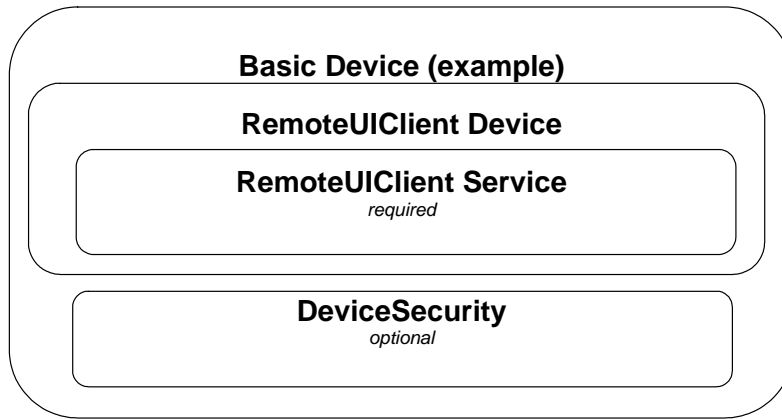 Basic Device (example)
RemoteUIClient Device
RemoteUIClient Service
required
DeviceSecurity
optional